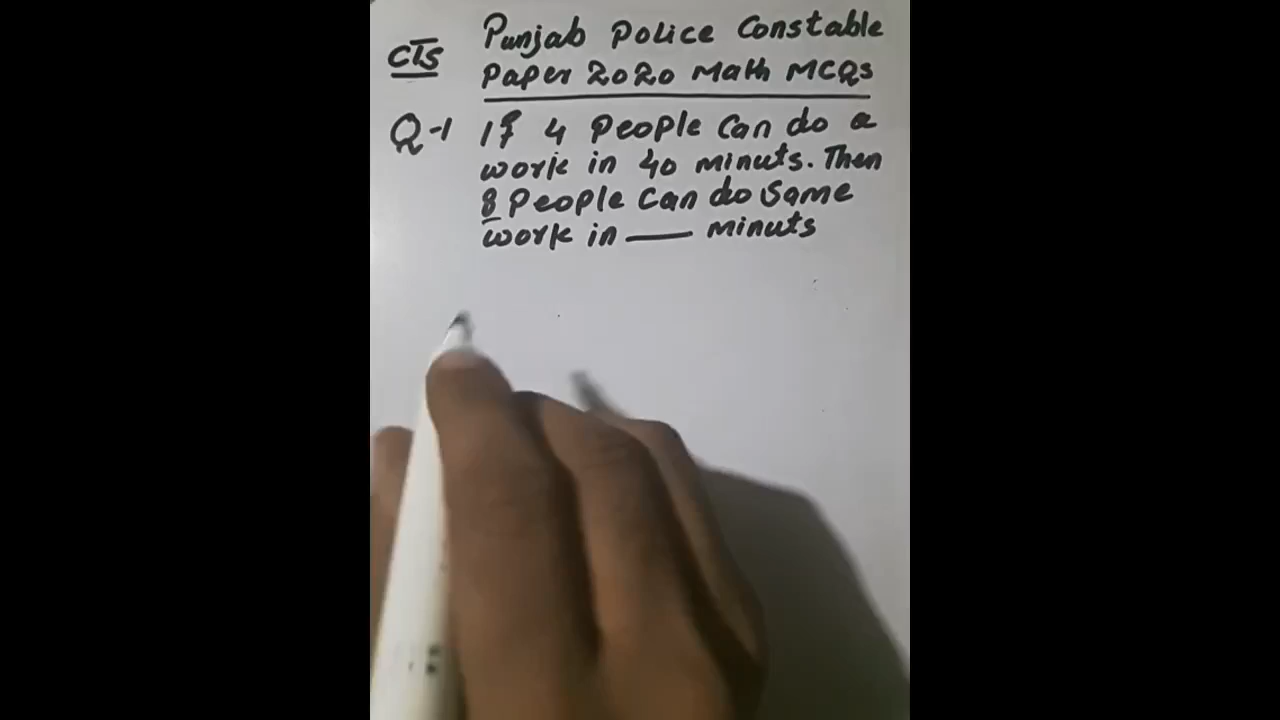 CTS Punjab Police Constable
Paper 2020 Math MCQs
Q-1 If 4 People Can do a
work in 40 minuts. Then
8 People Can do Same
work in ___ minuts